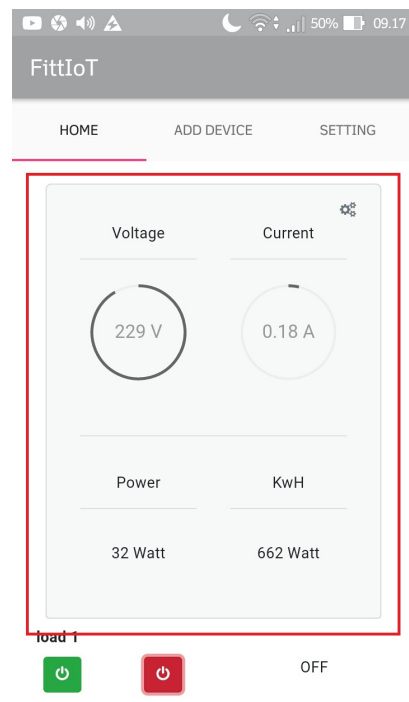 50% 09.17
FittIoT
HOME ADD DEVICE SETTING
Voltage Current
229 V 0.18 A
Power KwH
32 Watt 662 Watt
load 1
OFF